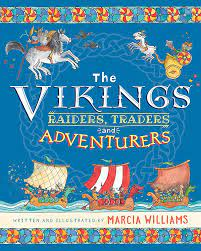 The
VIKINGS
RAIDERS, TRADERS
and
ADVENTURERS
WRITTEN AND ILLUSTRATED BY MARCIA WILLIAMS